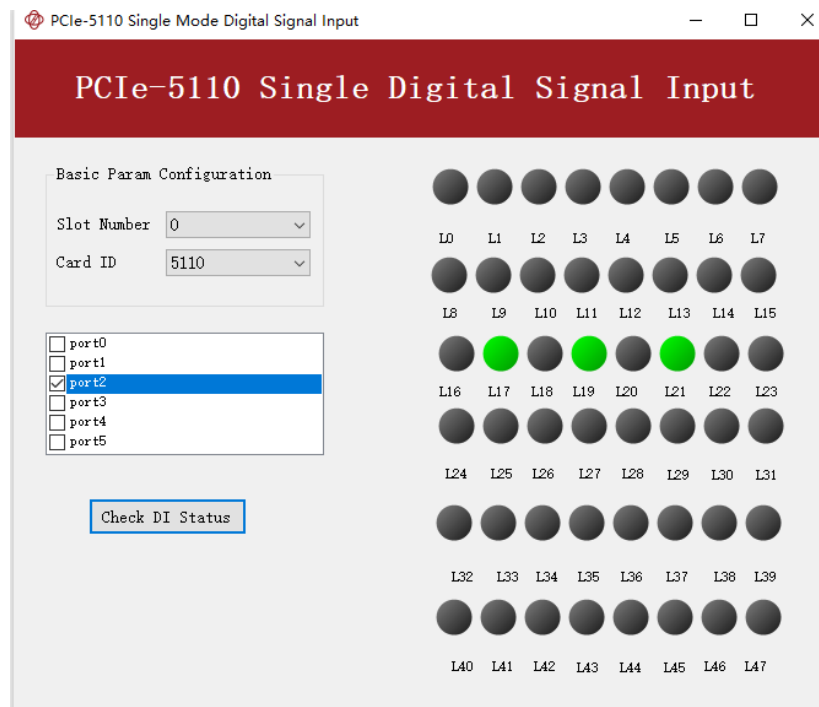 PCIe-5110 Single Mode Digital Signal Input
PCIe-5110 Single Digital Signal Input
Basic Param Configuration
Slot Number 0
Card ID 5110
port0
port1
port2
port3
port4
port5
Check DI Status
L0 L1 L2 L3 L4 L5 L6 L7
L8 L9 L10 L11 L12 L13 L14 L15
L16 L17 L18 L19 L20 L21 L22 L23
L24 L25 L26 L27 L28 L29 L30 L31
L32 L33 L34 L35 L36 L37 L38 L39
L40 L41 L42 L43 L44 L45 L46 L47